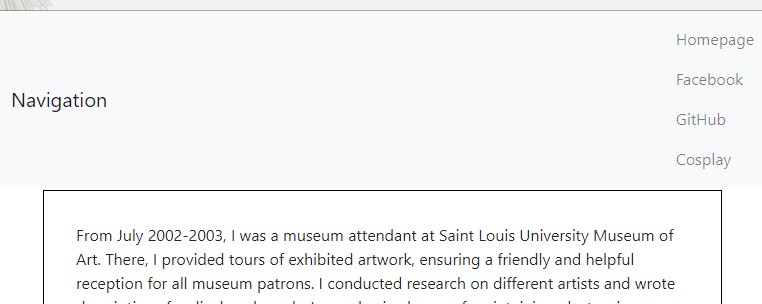 Homepage
Facebook
Navigation
GitHub
Cosplay
From July 2002-2003, I was a museum attendant at Saint Louis University Museum of
Art. There, I provided tours of exhibited artwork, ensuring a friendly and helpful
reception for all museum patrons. I conducted research on different artists and wrote